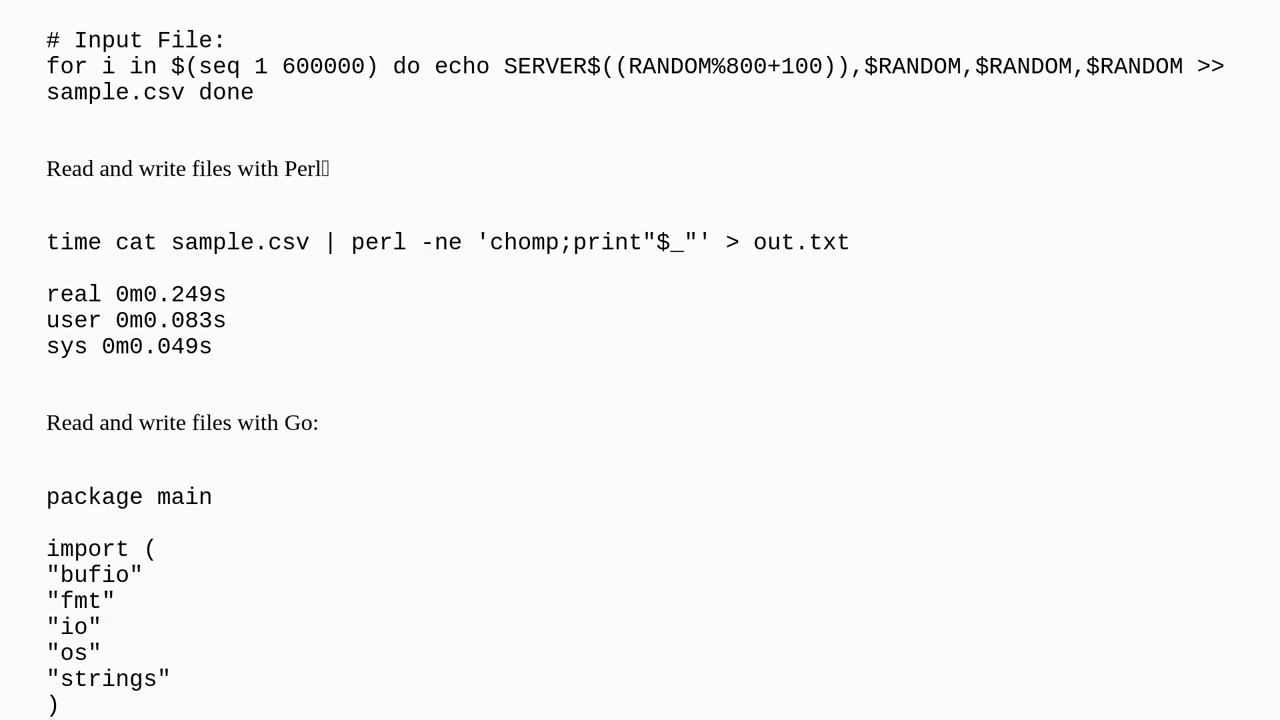 # Input File:
for i in $(seq 1 600000) do echo SERVER$((RANDOM%800+100)),$RANDOM,$RANDOM,$RANDOM >>
sample.csv done
Read and write files with Perl
time cat sample.csv | perl -ne 'chomp;print"$_"' > out.txt
real 0m0.249s
user 0m0.083s
sys 0m0.049s
Read and write files with Go:
package main
import (
"bufio"
"fmt"
"io"
"os"
"strings"
)